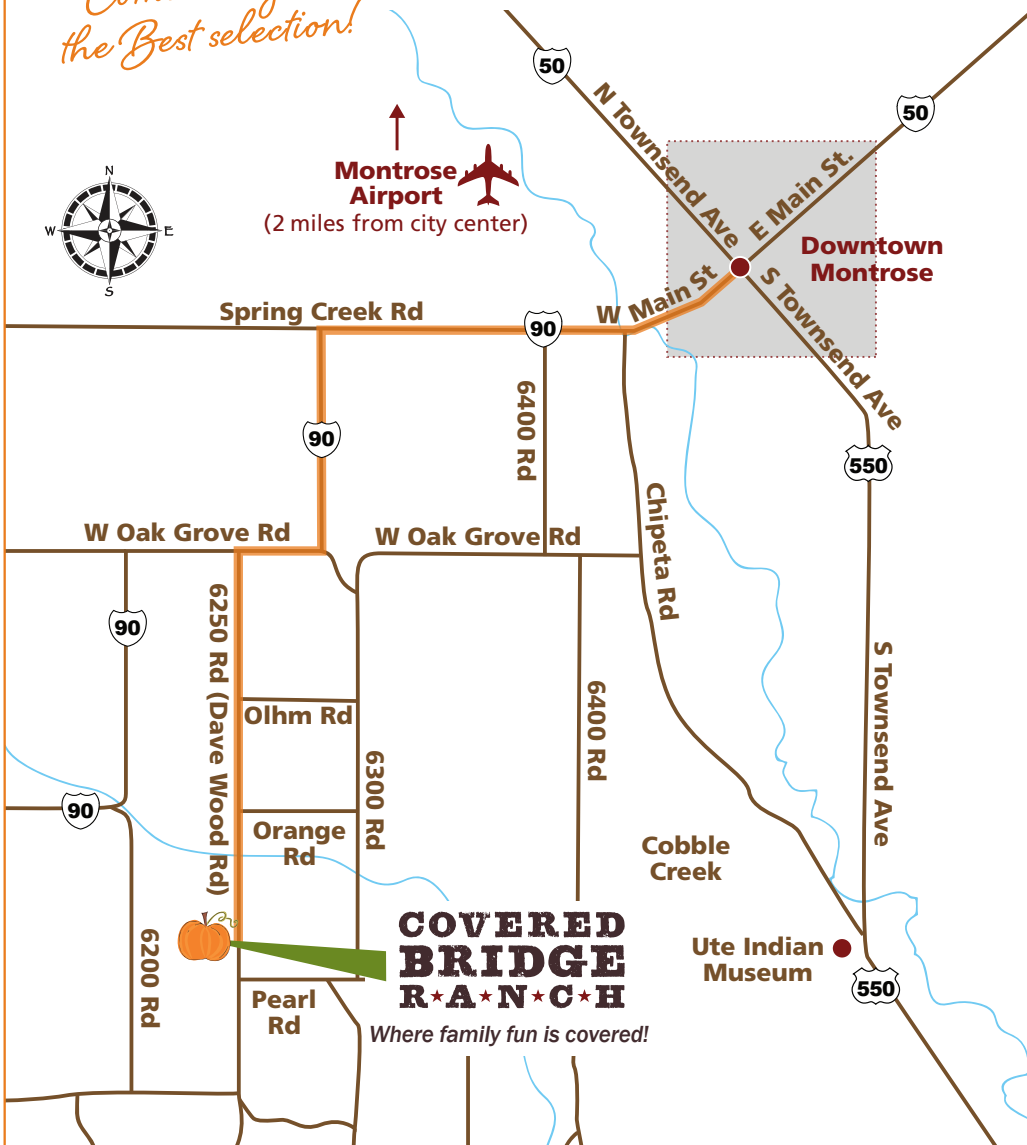 the Best selection!
50
50
N Townsend Ave
E Main St.
Montrose
Airport
(2 miles from city center)
N
W
E
S
Downtown
Montrose
Spring Creek Rd
W Main St
S Townsend Ave
90
6400 Rd
90
550
W Oak Grove Rd
W Oak Grove Rd
Chipeta Rd
90
6250 Rd (Dave Wood Rd)
S Townsend Ave
Olhm Rd
6400 Rd
6300 Rd
90
Orange
Rd
Cobble
Creek
6200 Rd
COVERED
BRIDGE
R★A★N★C★H
Where family fun is covered!
Ute Indian
Museum
550
Pearl
Rd